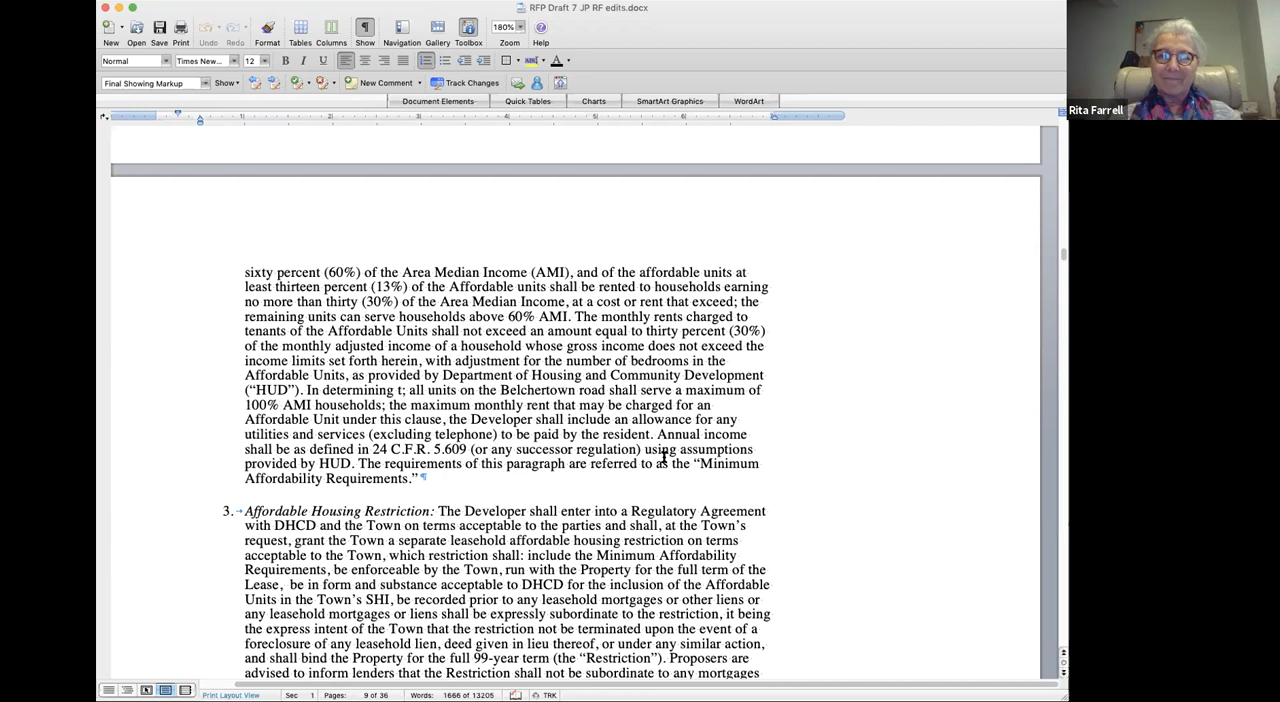 RFP Draft 7 JP RF edits.docx
New Open Save Print Undo Redo Format Tables Columns Show Navigation Gallery Toolbox Zoom Help
180%
Normal Times New... 12 B I U
Final Showing Markup Show New Comment Track Changes
Document Elements Quick Tables Charts SmartArt Graphics WordArt
1 2 3 4 5 6
sixty percent (60%) of the Area Median Income (AMI), and of the affordable units at
least thirteen percent (13%) of the Affordable units shall be rented to households earning
no more than thirty (30%) of the Area Median Income, at a cost or rent that exceed; the
remaining units can serve households above 60% AMI. The monthly rents charged to
tenants of the Affordable Units shall not exceed an amount equal to thirty percent (30%)
of the monthly adjusted income of a household whose gross income does not exceed the
income limits set forth herein, with adjustment for the number of bedrooms in the
Affordable Units, as provided by Department of Housing and Community Development
(“HUD”). In determining t; all units on the Belchertown road shall serve a maximum of
100% AMI households; the maximum monthly rent that may be charged for an
Affordable Unit under this clause, the Developer shall include an allowance for any
utilities and services (excluding telephone) to be paid by the resident. Annual income
shall be as defined in 24 C.F.R. 5.609 (or any successor regulation) using assumptions
provided by HUD. The requirements of this paragraph are referred to as the “Minimum
Affordability Requirements.” ¶
3. Affordable Housing Restriction: The Developer shall enter into a Regulatory Agreement
with DHCD and the Town on terms acceptable to the parties and shall, at the Town’s
request, grant the Town a separate leasehold affordable housing restriction on terms
acceptable to the Town, which restriction shall: include the Minimum Affordability
Requirements, be enforceable by the Town, run with the Property for the full term of the
Lease, be in form and substance acceptable to DHCD for the inclusion of the Affordable
Units in the Town’s SHI, be recorded prior to any leasehold mortgages or other liens or
any leasehold mortgages or liens shall be expressly subordinate to the restriction, it being
the express intent of the Town that the restriction not be terminated upon the event of a
foreclosure of any leasehold lien, deed given in lieu thereof, or under any similar action,
and shall bind the Property for the full 99-year term (the “Restriction”). Proposers are
advised to inform lenders that the Restriction shall not be subordinate to any mortgages
Print Layout View Sec 1 Pages: 9 of 36 Words: 1666 of 13205 TRK
Rita Farrell